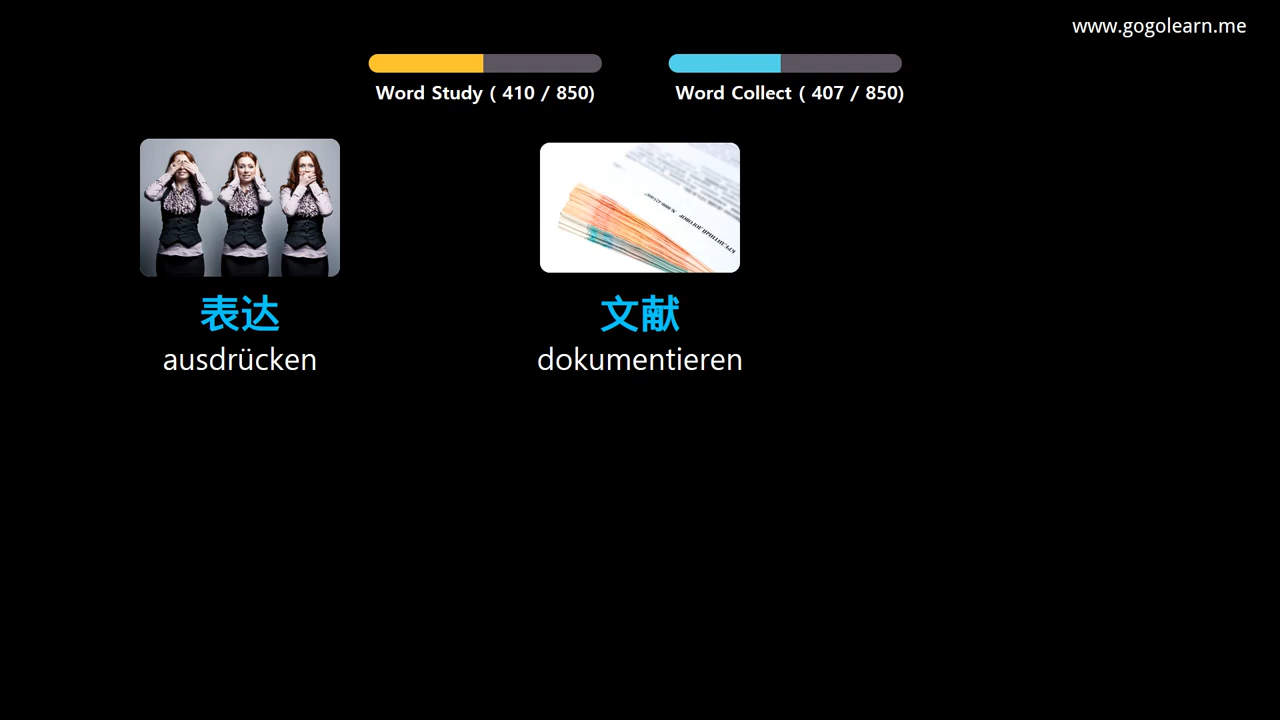 www.gogolearn.me
Word Study ( 410 / 850)
Word Collect ( 407 / 850)
表达
ausdrücken
文献
dokumentieren